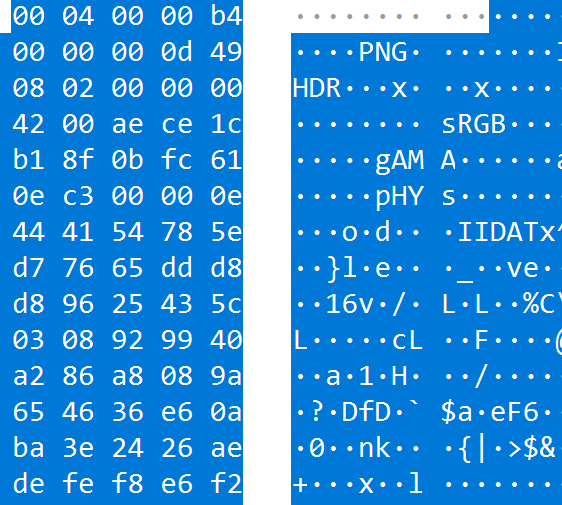 00 04 00 00 b4 ········ ···· ····
00 00 00 0d 49 ····PNG· ·······I
08 02 00 00 00 HDR···x· ··x·····
42 00 ae ce 1c ········ sRGB····
b1 8f 0b fc 61 ·····gAM A······a
0e c3 00 00 0e ·····pHY s·······
44 41 54 78 5e ···o·d·· ·IIDATx^
d7 76 65 dd d8 ··}l·e·· ·_··ve··
d8 96 25 43 5c ··16v·/· L·L··%C\
03 08 92 99 40 L·····cL ··F····@
a2 86 a8 08 9a ··a·1·H· ··/·····
65 46 36 e6 0a ·?·DfD·` $a·eF6··
ba 3e 24 26 ae ·0··nk·· ·{|·>$&·
de fe f8 e6 f2 +···x··l ········